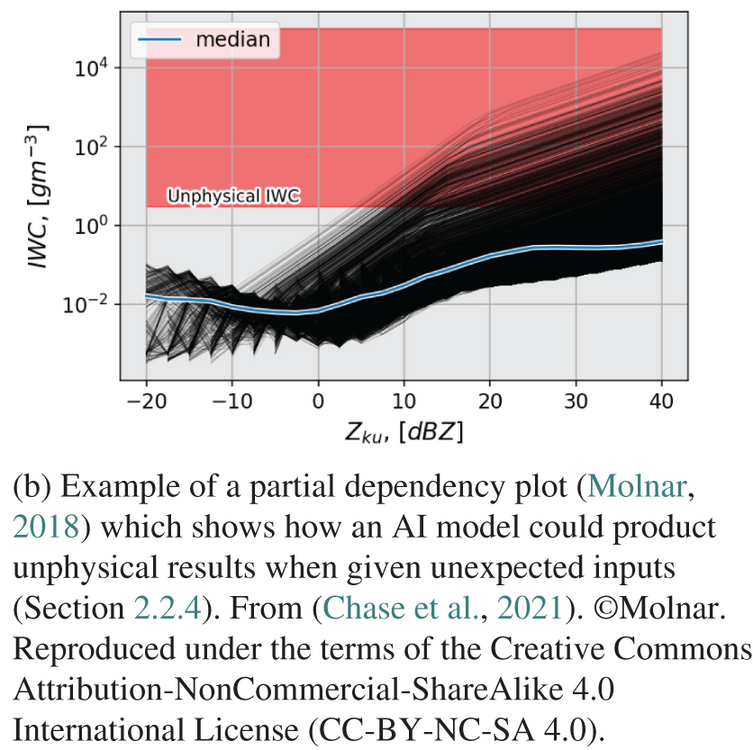 median
10⁴
10²
10⁰
10⁻²
IWC, [gm⁻³]
Unphysical IWC
−20 −10 0 10 20 30 40
Zₖᵤ, [dBZ]
(b) Example of a partial dependency plot (Molnar,
2018) which shows how an AI model could product
unphysical results when given unexpected inputs
(Section 2.2.4). From (Chase et al., 2021). ©Molnar.
Reproduced under the terms of the Creative Commons
Attribution-NonCommercial-ShareAlike 4.0
International License (CC-BY-NC-SA 4.0).